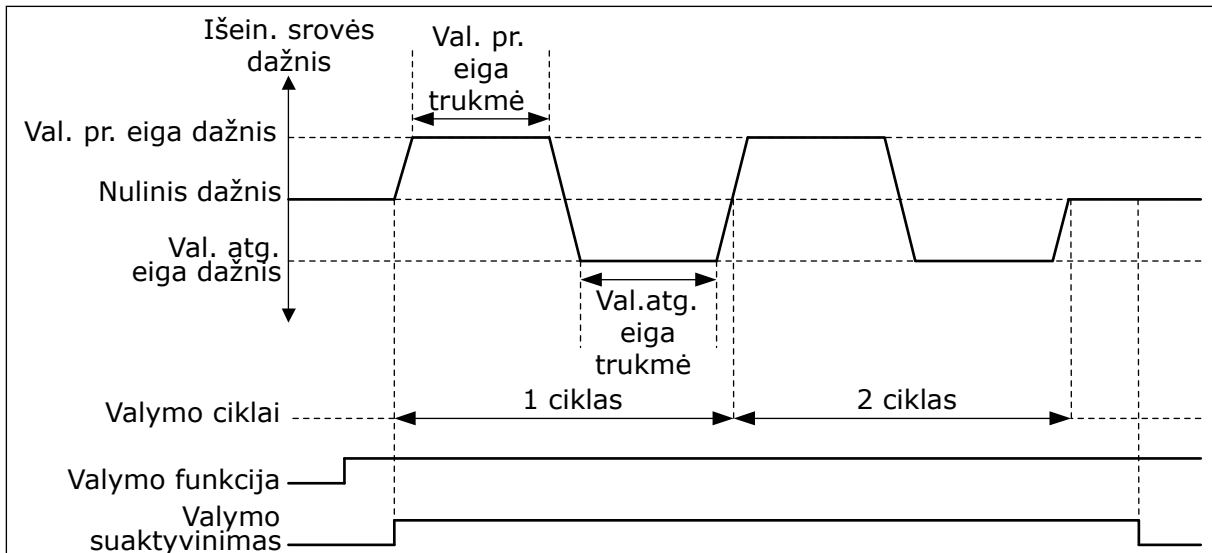 Išein. srovės
dažnis
Val. pr.
eiga
trukmė
Val. pr. eiga dažnis
Nulinis dažnis
Val. atg.
eiga dažnis
Val.atg.
eiga
trukmė
Valymo ciklai
1 ciklas
2 ciklas
Valymo funkcija
Valymo
suaktyvinimas